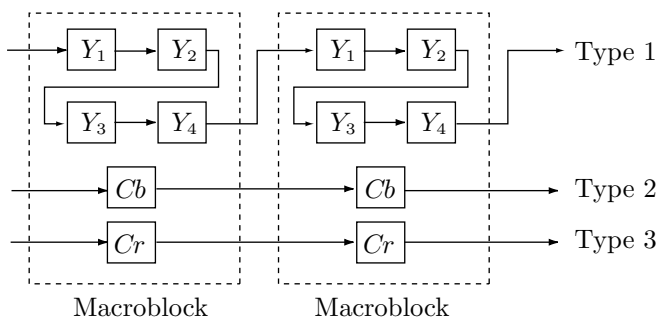 Y1 Y2 Y1 Y2 Type 1
Y3 Y4 Y3 Y4
Cb Cb Type 2
Cr Cr Type 3
Macroblock Macroblock